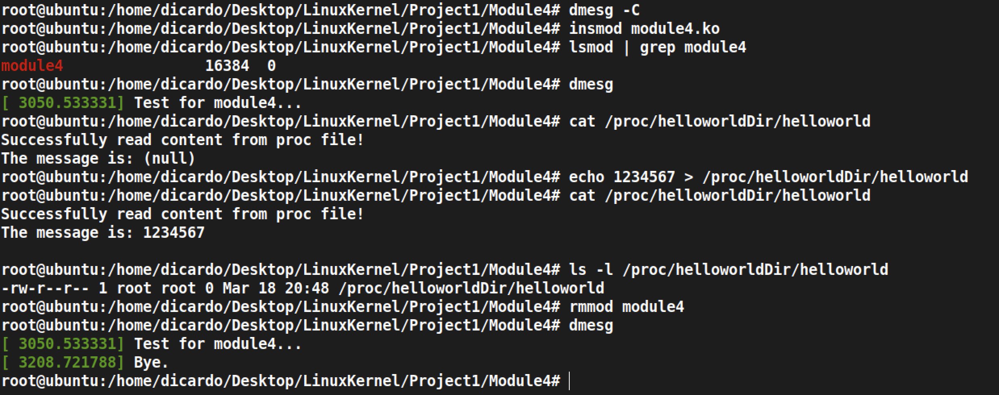 root@ubuntu:/home/dicardo/Desktop/LinuxKernel/Project1/Module4# dmesg -C
root@ubuntu:/home/dicardo/Desktop/LinuxKernel/Project1/Module4# insmod module4.ko
root@ubuntu:/home/dicardo/Desktop/LinuxKernel/Project1/Module4# lsmod | grep module4
module4                16384  0
root@ubuntu:/home/dicardo/Desktop/LinuxKernel/Project1/Module4# dmesg
[ 3050.533331] Test for module4...
root@ubuntu:/home/dicardo/Desktop/LinuxKernel/Project1/Module4# cat /proc/helloworldDir/helloworld
Successfully read content from proc file!
The message is: (null)
root@ubuntu:/home/dicardo/Desktop/LinuxKernel/Project1/Module4# echo 1234567 > /proc/helloworldDir/helloworld
root@ubuntu:/home/dicardo/Desktop/LinuxKernel/Project1/Module4# cat /proc/helloworldDir/helloworld
Successfully read content from proc file!
The message is: 1234567

root@ubuntu:/home/dicardo/Desktop/LinuxKernel/Project1/Module4# ls -l /proc/helloworldDir/helloworld
-rw-r--r-- 1 root root 0 Mar 18 20:48 /proc/helloworldDir/helloworld
root@ubuntu:/home/dicardo/Desktop/LinuxKernel/Project1/Module4# rmmod module4
root@ubuntu:/home/dicardo/Desktop/LinuxKernel/Project1/Module4# dmesg
[ 3050.533331] Test for module4...
[ 3208.721788] Bye.
root@ubuntu:/home/dicardo/Desktop/LinuxKernel/Project1/Module4#